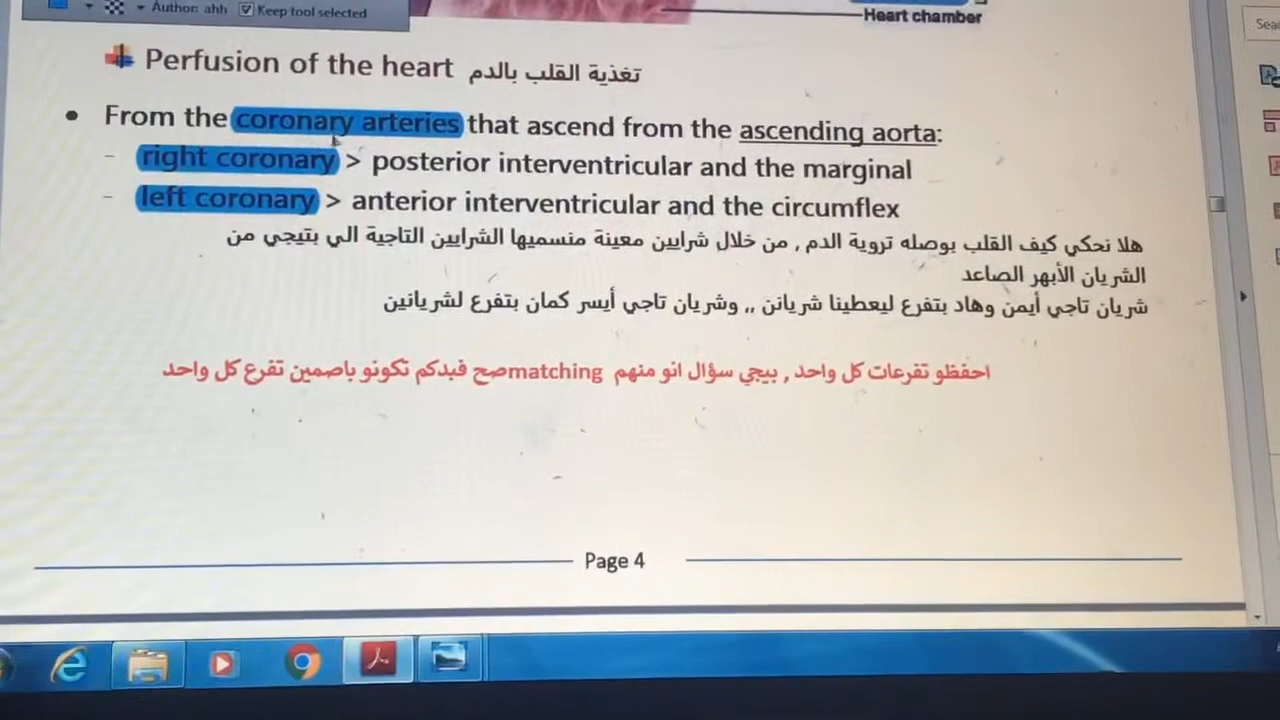 Author: ahh Keep tool selected
Heart chamber
Perfusion of the heart تغذية القلب بالدم
• From the coronary arteries that ascend from the ascending aorta:
- right coronary > posterior interventricular and the marginal
- left coronary > anterior interventricular and the circumflex
هلا نحكي كيف القلب بوصله تروية الدم , من خلال شرايين معينة منسميها الشرايين التاجية الي بتيجي من
الشريان الأبهر الصاعد
شريان تاجي أيمن وهاد بتفرع ليعطينا شريانن ,, وشريان تاجي أيسر كمان بتفرع لشريانين
احفظو تفرعات كل واحد , بيجي سؤال انو منهم matching صح فبدكم تكونو باصمين تفرع كل واحد
Page 4